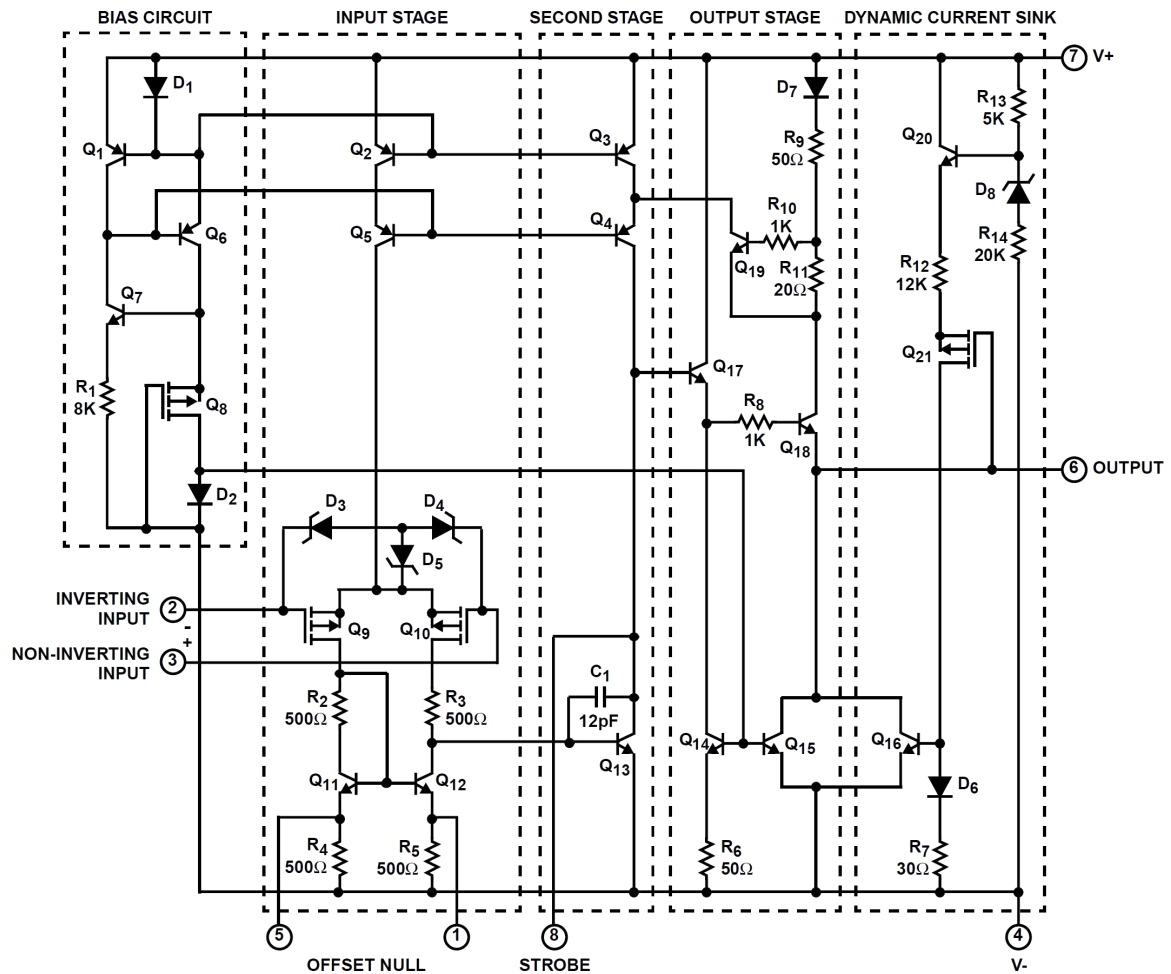 BIAS CIRCUIT
INPUT STAGE
SECOND STAGE
OUTPUT STAGE
DYNAMIC CURRENT SINK
7 V+
D1
D7
R13
5K
Q1
Q2
Q3
R9
50Ω
Q20
D8
Q6
Q5
Q4
R10
1K
Q19
R11
20Ω
R12
12K
R14
20K
Q7
R1
8K
Q8
Q17
Q21
R8
1K
Q18
6 OUTPUT
D2
D3
D4
D5
INVERTING
INPUT
2
-
+
NON-INVERTING
INPUT
3
Q9
Q10
R2
500Ω
R3
500Ω
C1
12pF
Q11
Q12
Q13
Q14
Q15
Q16
D6
R4
500Ω
R5
500Ω
R6
50Ω
R7
30Ω
5
1
8
4
OFFSET NULL
STROBE
V-